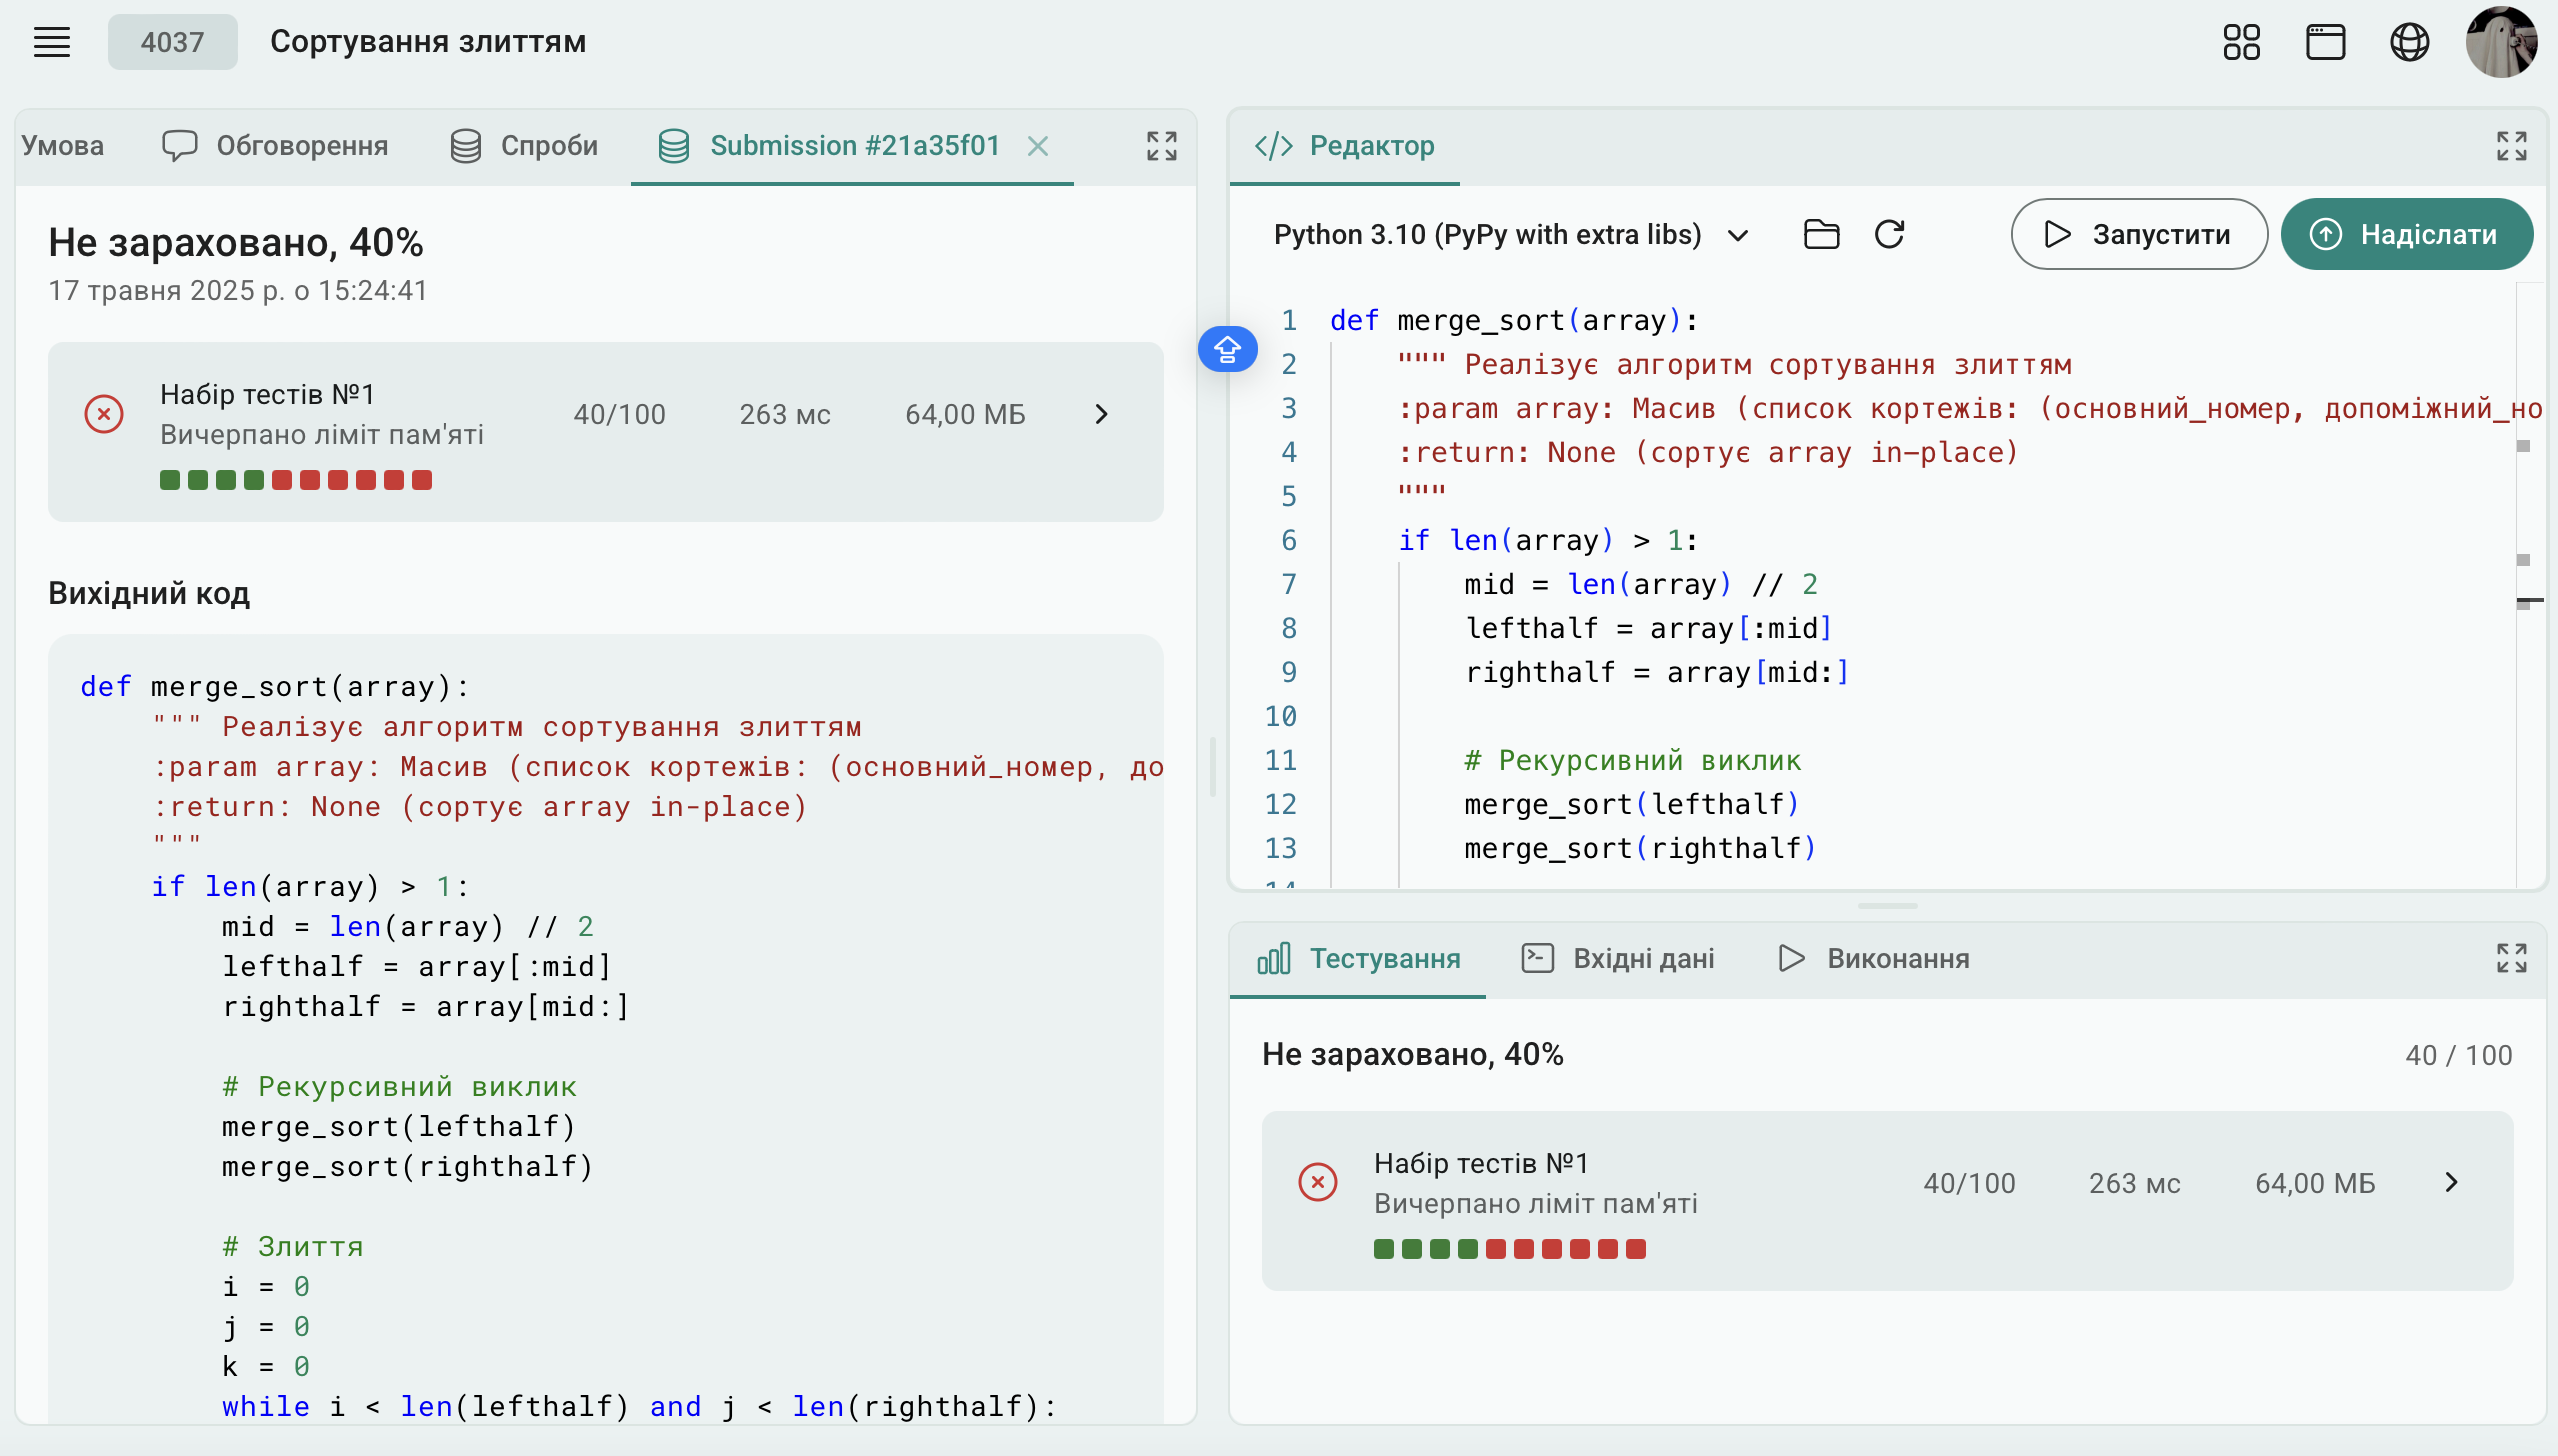 4037
Сортування злиттям
Умова
Обговорення
Спроби
Submission #21a35f01
Не зараховано, 40%
17 травня 2025 р. о 15:24:41
Набір тестів №1
Вичерпано ліміт пам'яті
40/100
263 мс
64,00 МБ
Вихідний код
def merge_sort(array):
""" Реалізує алгоритм сортування злиттям
:param array: Масив (список кортежів: (основний_номер, до
:return: None (сортує array in-place)
"""
if len(array) > 1:
mid = len(array) // 2
lefthalf = array[:mid]
righthalf = array[mid:]
# Рекурсивний виклик
merge_sort(lefthalf)
merge_sort(righthalf)
# Злиття
i = 0
j = 0
k = 0
while i < len(lefthalf) and j < len(righthalf):
Редактор
Python 3.10 (PyPy with extra libs)
Запустити
Надіслати
1 def merge_sort(array):
2 """ Реалізує алгоритм сортування злиттям
3 :param array: Масив (список кортежів: (основний_номер, допоміжний_но
4 :return: None (сортує array in-place)
5 """
6 if len(array) > 1:
7 mid = len(array) // 2
8 lefthalf = array[:mid]
9 righthalf = array[mid:]
10
11 # Рекурсивний виклик
12 merge_sort(lefthalf)
13 merge_sort(righthalf)
14
Тестування
Вхідні дані
Виконання
Не зараховано, 40%
40 / 100
Набір тестів №1
Вичерпано ліміт пам'яті
40/100
263 мс
64,00 МБ